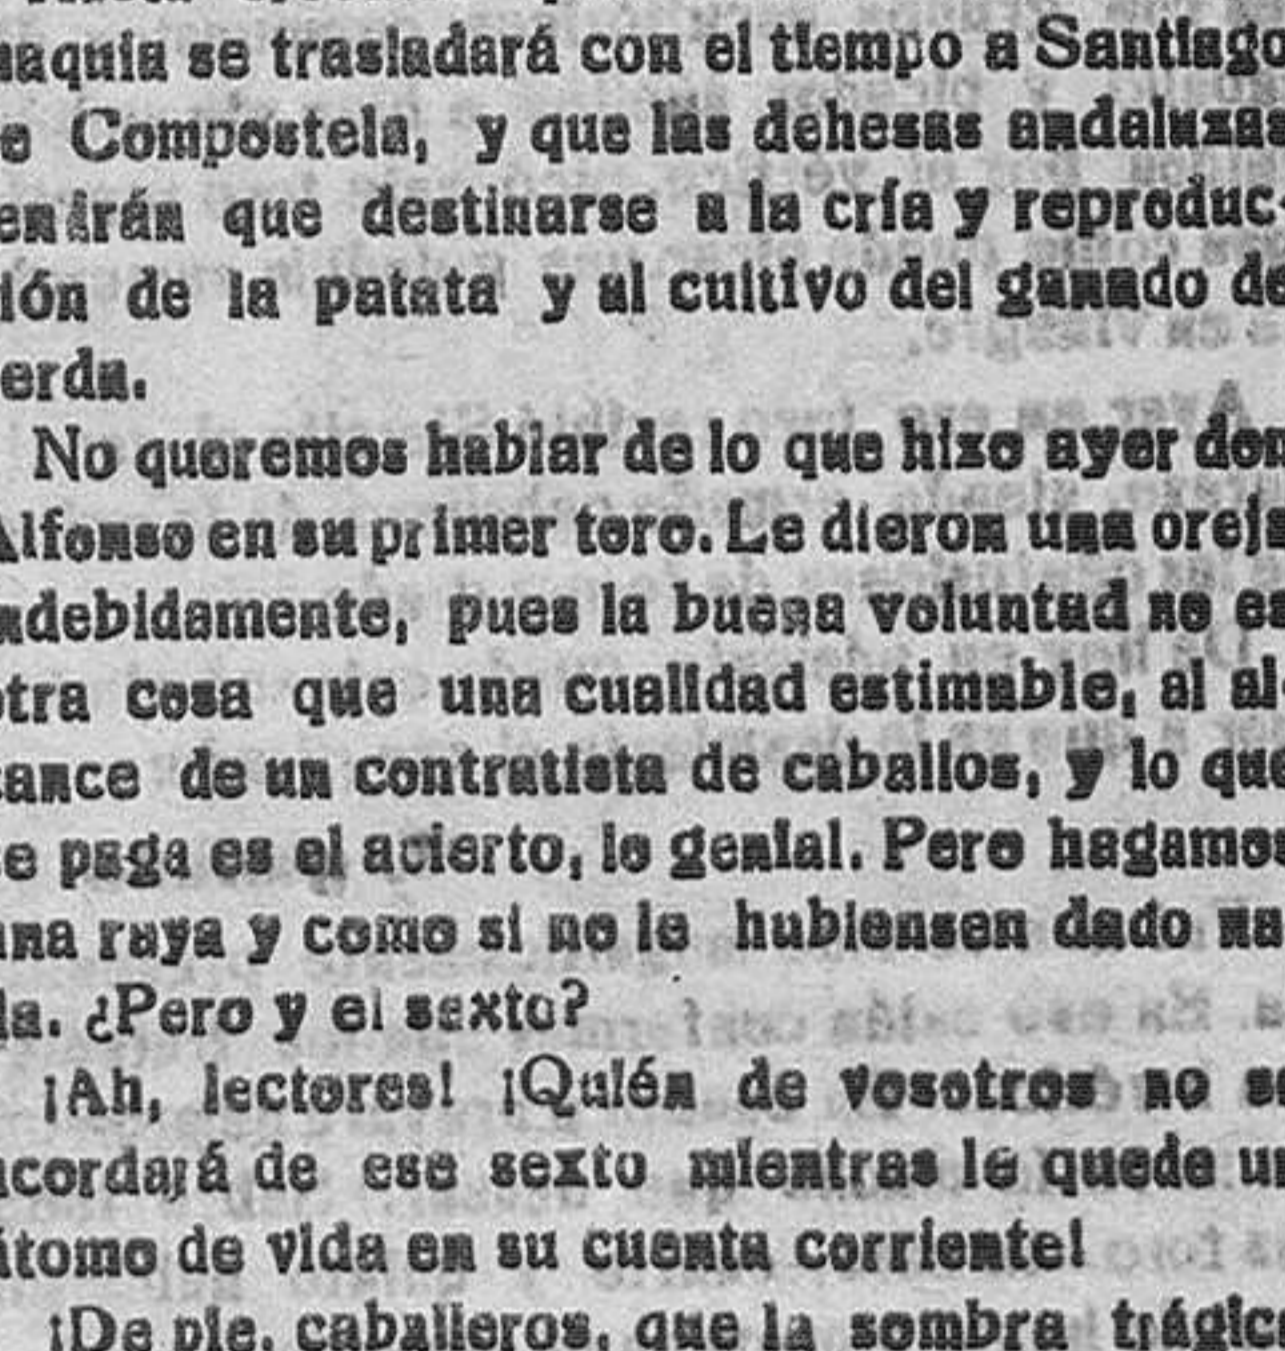 naquia se trasladará con el tiempo a Santiago
e Compostela, y que las dehesas andaluzas
endrán que destinarse a la cría y reproduc-
ión de la patata y al cultivo del ganado de
erda.
No queremos hablar de lo que hizo ayer don
Alfonso en su primer toro. Le dieron una oreja
ndebidamente, pues la buena voluntad no es
otra cosa que una cualidad estimable, al al-
cance de un contratista de caballos, y lo que
se paga es el acierto, lo genial. Pero hagamos
una raya y como si no le hubiensen dado na-
da. ¿Pero y el sexto?
¡Ah, lectores! ¡Quién de vosotros no se
acordará de ese sexto mientras le quede un
átomo de vida en su cuenta corriente!
¡De pie, caballeros, que la sombra trágic